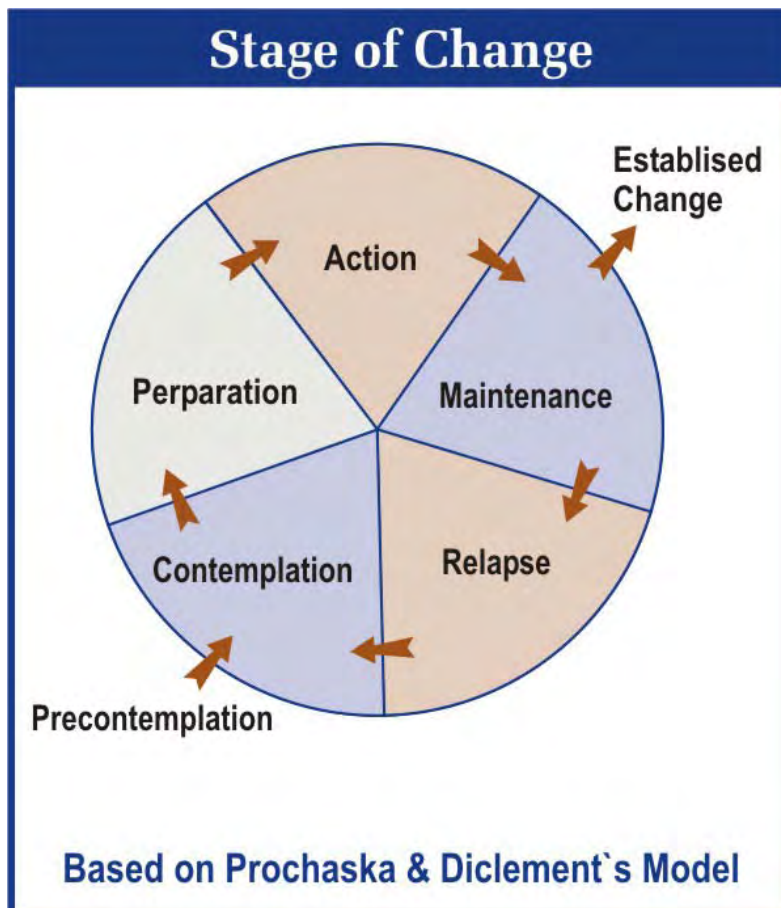 Stage of Change
Establised
Change
Action
Perparation
Maintenance
Contemplation
Relapse
Precontemplation
Based on Prochaska & Diclement`s Model